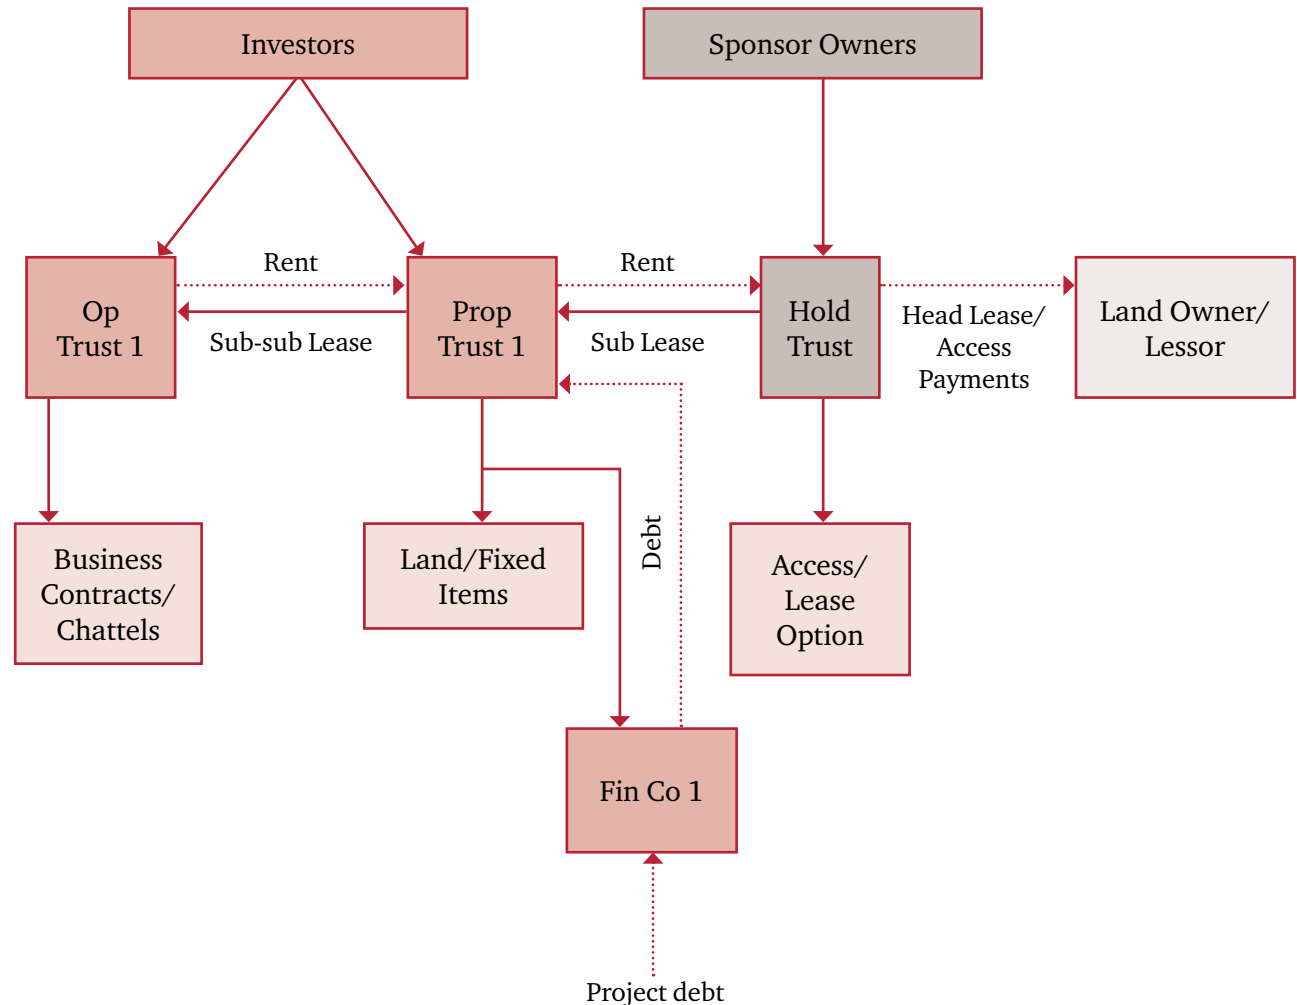 Investors
Sponsor Owners
Rent
Rent
Op
Trust 1
Prop
Trust 1
Hold
Trust
Land Owner/
Lessor
Sub-sub Lease
Sub Lease
Head Lease/
Access
Payments
Business
Contracts/
Chattels
Land/Fixed
Items
Debt
Access/
Lease
Option
Fin Co 1
Project debt